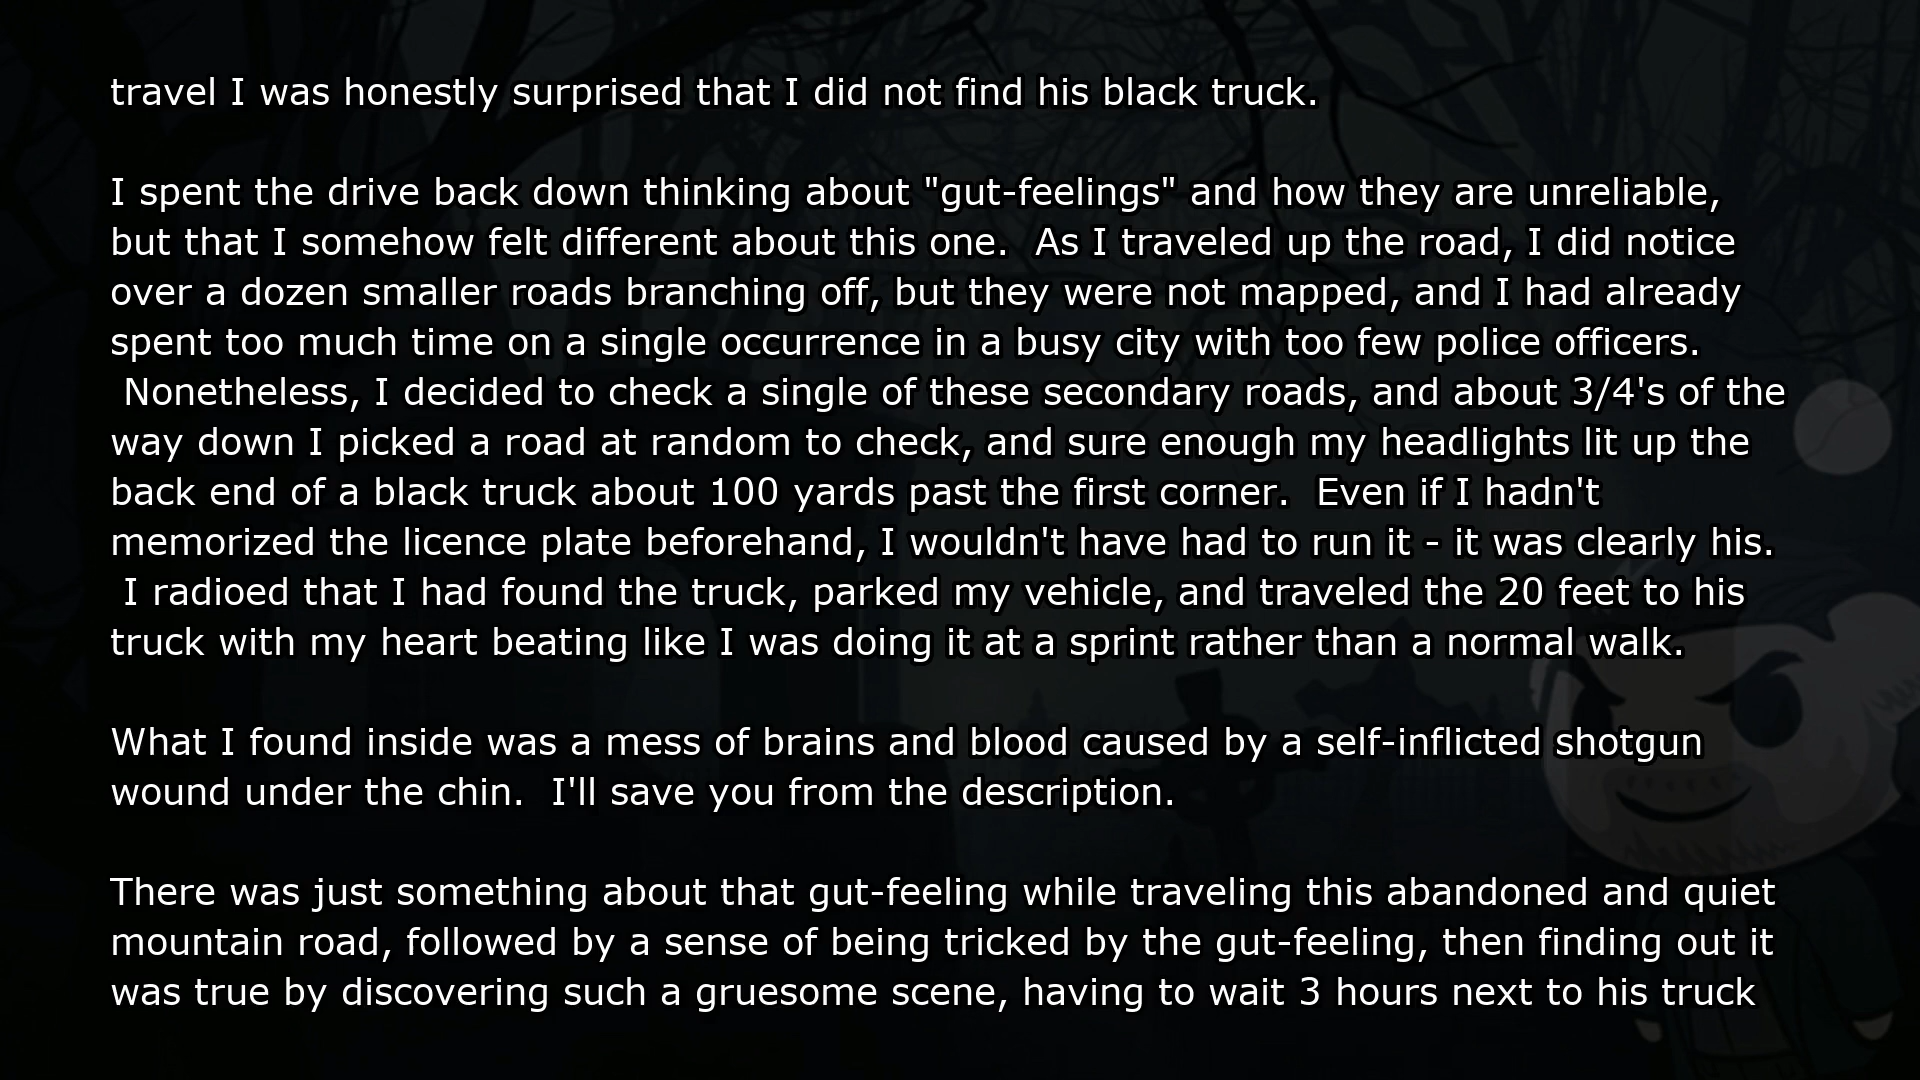 travel I was honestly surprised that I did not find his black truck.
I spent the drive back down thinking about "gut-feelings" and how they are unreliable,
but that I somehow felt different about this one.  As I traveled up the road, I did notice
over a dozen smaller roads branching off, but they were not mapped, and I had already
spent too much time on a single occurrence in a busy city with too few police officers.
Nonetheless, I decided to check a single of these secondary roads, and about 3/4's of the
way down I picked a road at random to check, and sure enough my headlights lit up the
back end of a black truck about 100 yards past the first corner.  Even if I hadn't
memorized the licence plate beforehand, I wouldn't have had to run it - it was clearly his.
I radioed that I had found the truck, parked my vehicle, and traveled the 20 feet to his
truck with my heart beating like I was doing it at a sprint rather than a normal walk.
What I found inside was a mess of brains and blood caused by a self-inflicted shotgun
wound under the chin.  I'll save you from the description.
There was just something about that gut-feeling while traveling this abandoned and quiet
mountain road, followed by a sense of being tricked by the gut-feeling, then finding out it
was true by discovering such a gruesome scene, having to wait 3 hours next to his truck